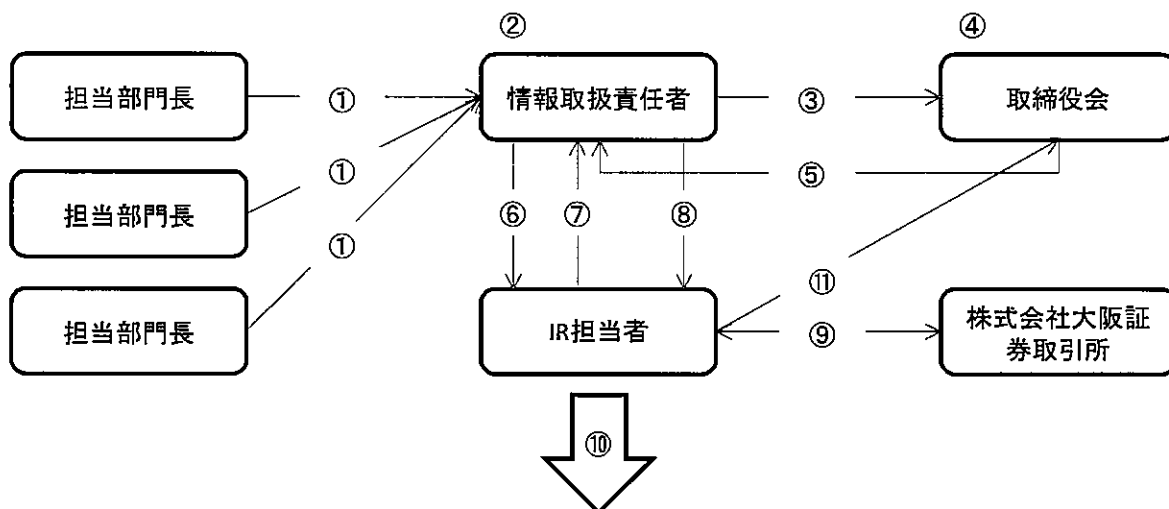 ② ④
担当部門長 ① 情報取扱責任者 ③ 取締役会
① ⑤
担当部門長 ⑥ ⑦ ⑧
①
⑪
担当部門長 IR担当者 ⑨ 株式会社大阪証
券取引所
⑩